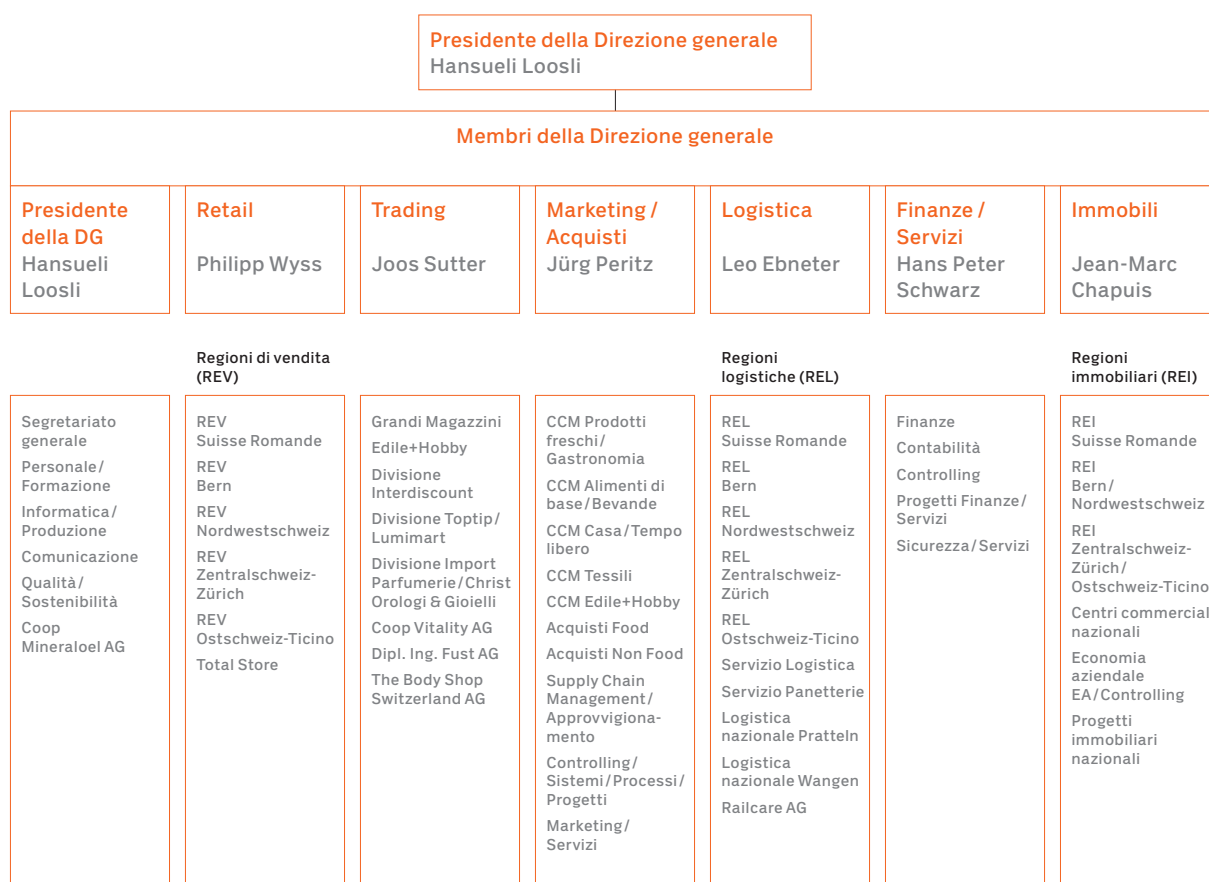 Presidente della Direzione generale
Hansueli Loosli
Membri della Direzione generale
Presidente
della DG
Hansueli
Loosli
Retail
Philipp Wyss
Trading
Joos Sutter
Marketing /
Acquisti
Jürg Peritz
Logistica
Leo Ebneter
Finanze /
Servizi
Hans Peter
Schwarz
Immobili
Jean-Marc
Chapuis
Regioni di vendita
(REV)
Regioni
logistiche (REL)
Regioni
immobiliari (REI)
Segretariato
generale
Personale/
Formazione
Informatica/
Produzione
Comunicazione
Qualità/
Sostenibilità
Coop
Mineraloel AG
REV
Suisse Romande
REV
Bern
REV
Nordwestschweiz
REV
Zentralschweiz-
Zürich
REV
Ostschweiz-Ticino
Total Store
Grandi Magazzini
Edile+Hobby
Divisione
Interdiscount
Divisione Toptip/
Lumimart
Divisione Import
Parfumerie/Christ
Orologi & Gioielli
Coop Vitality AG
Dipl. Ing. Fust AG
The Body Shop
Switzerland AG
CCM Prodotti
freschi/
Gastronomia
CCM Alimenti di
base/Bevande
CCM Casa/Tempo
libero
CCM Tessili
CCM Edile+Hobby
Acquisti Food
Acquisti Non Food
Supply Chain
Management/
Approvvigiona-
mento
Controlling/
Sistemi/Processi/
Progetti
Marketing/
Servizi
REL
Suisse Romande
REL
Bern
REL
Nordwestschweiz
REL
Zentralschweiz-
Zürich
REL
Ostschweiz-Ticino
Servizio Logistica
Servizio Panetterie
Logistica
nazionale Pratteln
Logistica
nazionale Wangen
Railcare AG
Finanze
Contabilità
Controlling
Progetti Finanze/
Servizi
Sicurezza/Servizi
REI
Suisse Romande
REI
Bern/
Nordwestschweiz
REI
Zentralschweiz-
Zürich/
Ostschweiz-Ticino
Centri commercial
nazionali
Economia
aziendale
EA/Controlling
Progetti
immobiliari
nazionali